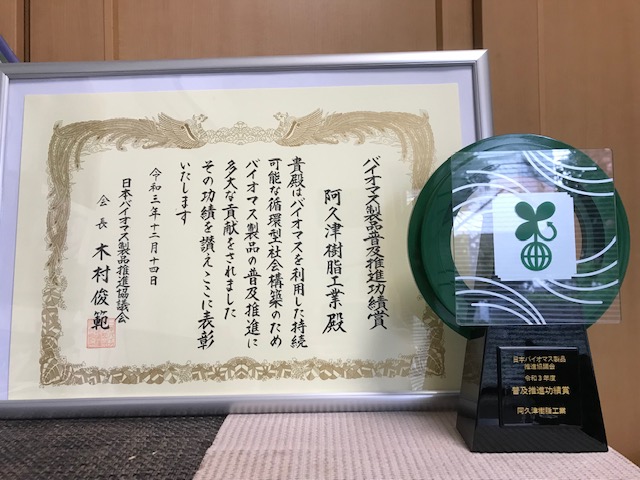 バイオマス製品普及推進功績賞
阿久津樹脂工業殿
貴殿はバイオマスを利用した持続
可能な循環型社会構築のため
バイオマス製品の普及推進に
多大な貢献をされました
その功績を讃えここに表彰
いたします
令和三年十二月十四日
日本バイオマス製品推進協議会
会長 木村俊範
日本バイオマス製品
推進協議会
令和3年度
普及推進功績賞
阿久津樹脂工業